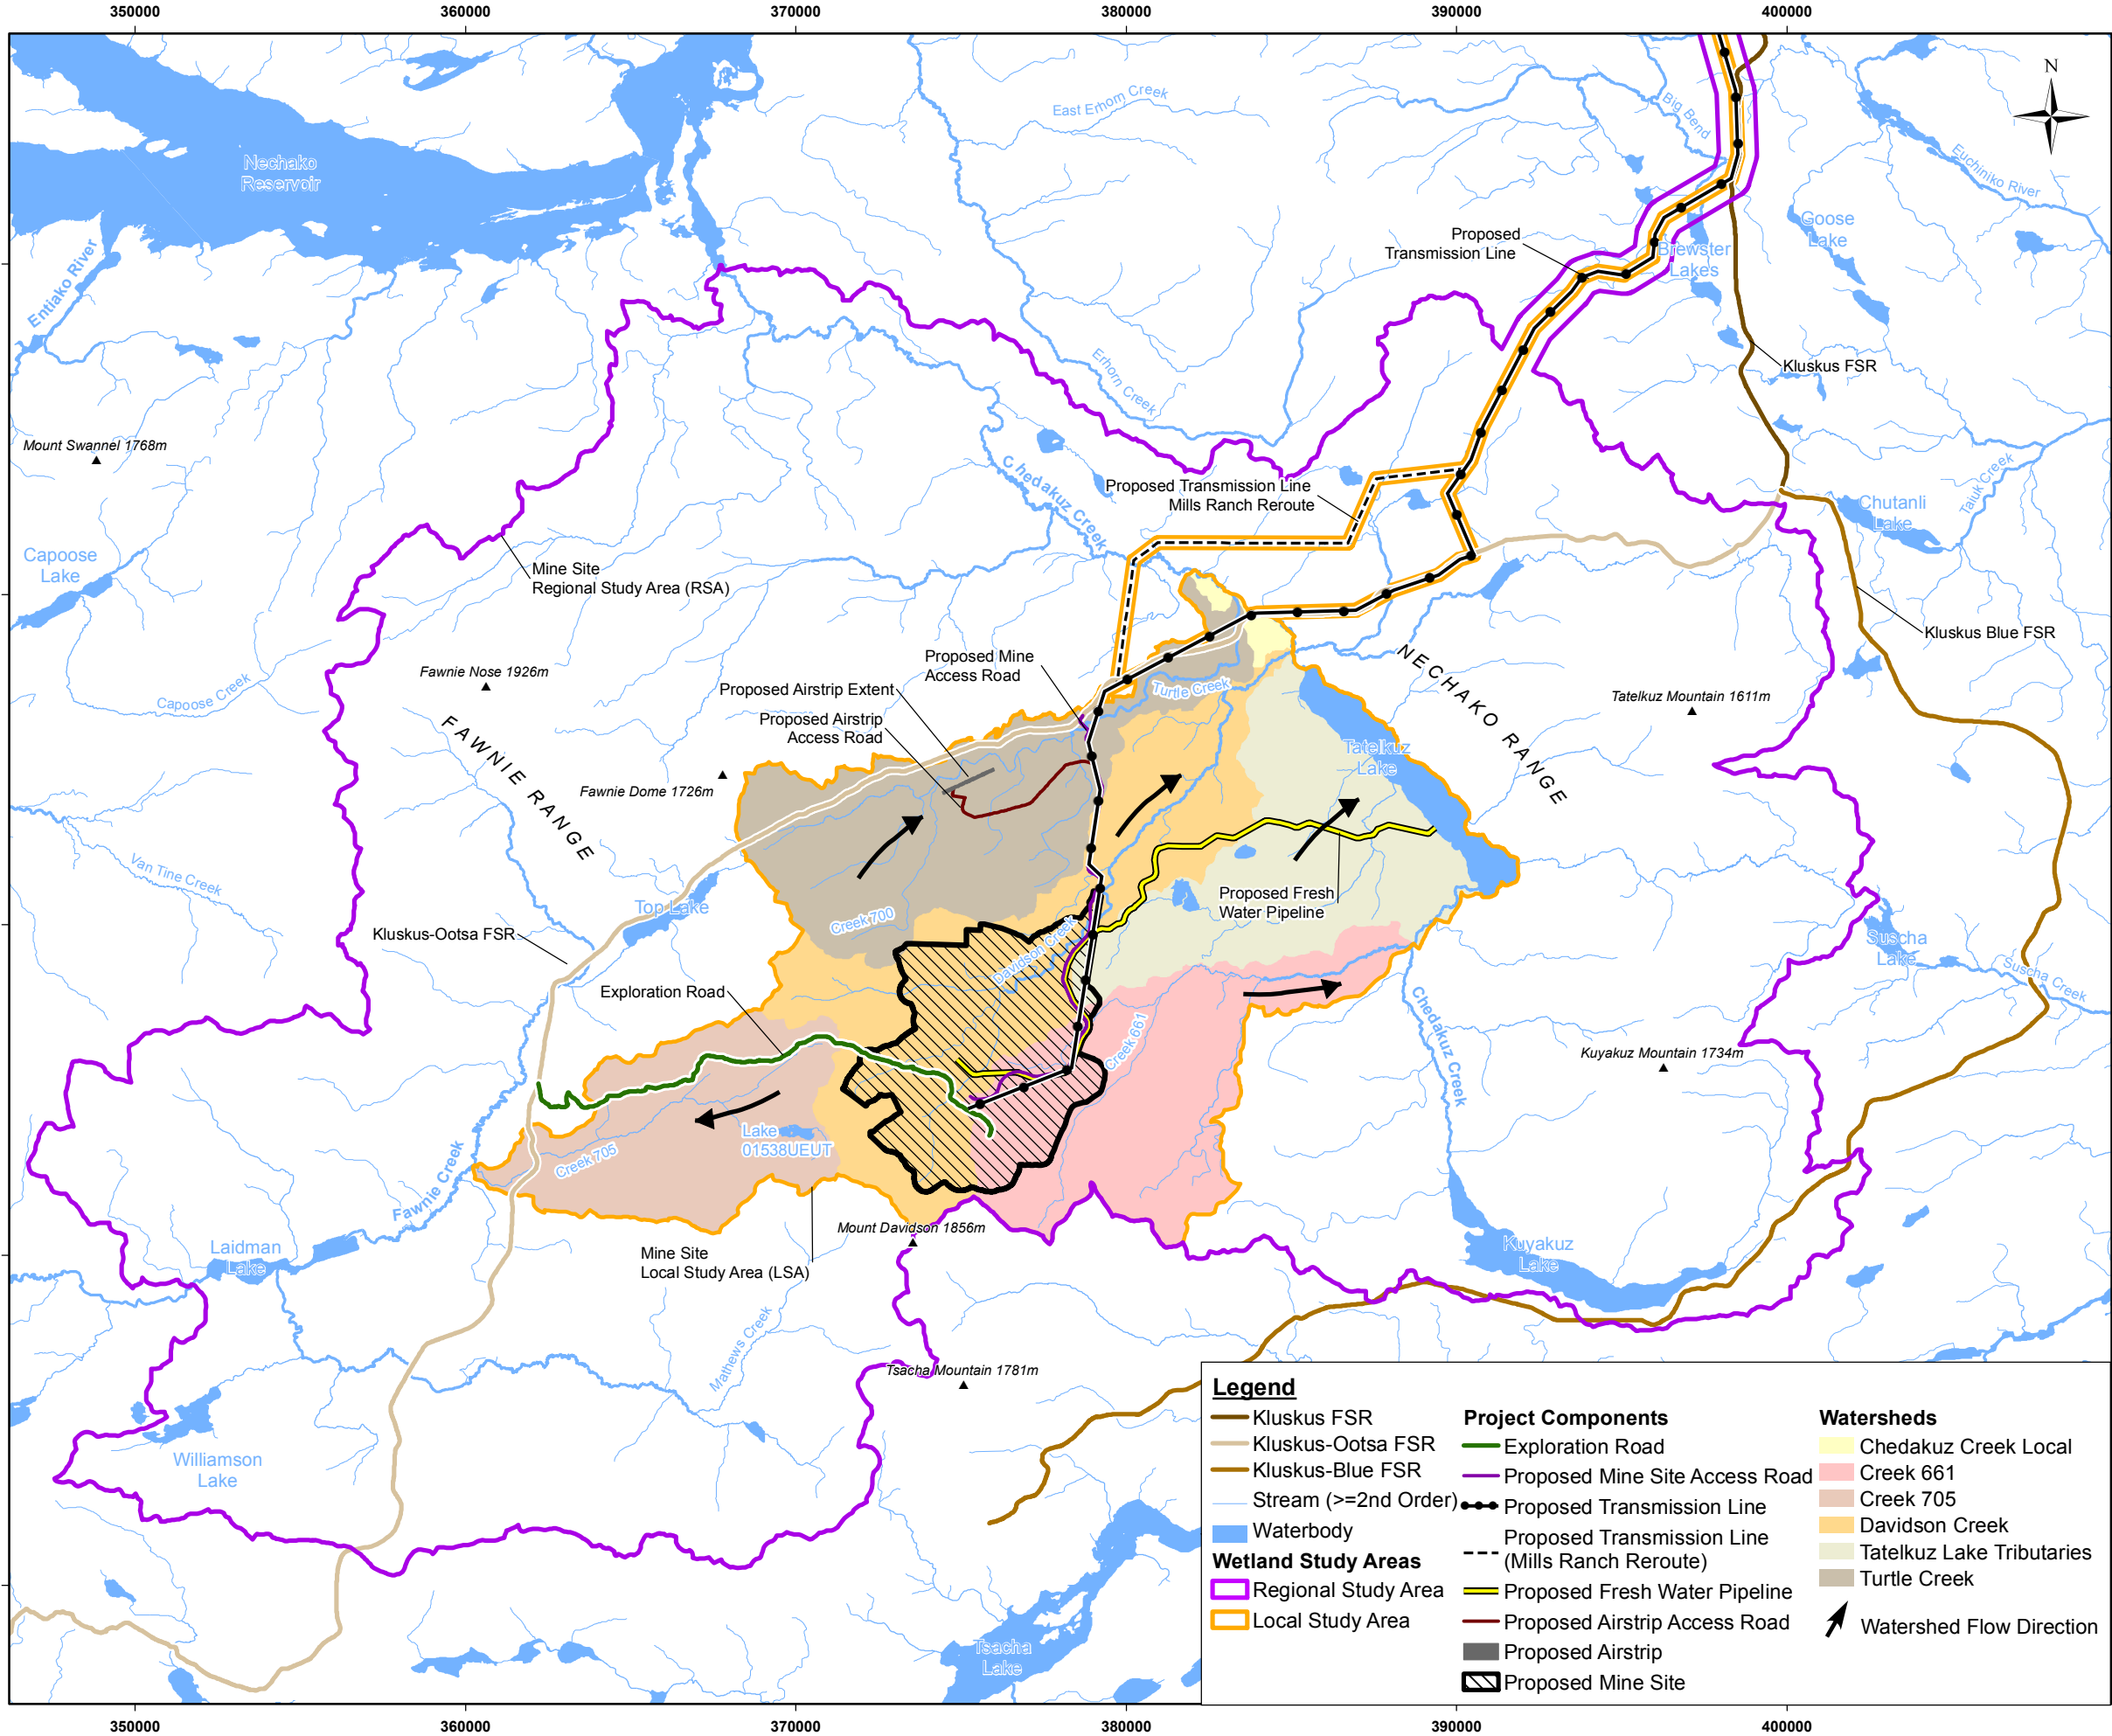 350000
360000
370000
380000
390000
400000
N
East Erhorn Creek
Big Bend
Euchiniko River
Nechako
Reservoir
Goose
Lake
Proposed
Transmission Line
Brewster
Lakes
Entiako River
Kluskus FSR
Erhorn Creek
Mount Swannel 1768m
Chedakuz Creek
Proposed Transmission Line
Mills Ranch Reroute
Taiuk Creek
Chutanli
Lake
Capoose
Lake
Mine Site
Regional Study Area (RSA)
Kluskus Blue FSR
Proposed Mine
Access Road
Fawnie Nose 1926m
NECHAKO RANGE
Proposed Airstrip Extent
Turtle Creek
Capoose Creek
Tatelkuz Mountain 1611m
Proposed Airstrip
Access Road
FAWNIE RANGE
Tatelkuz
Lake
Fawnie Dome 1726m
Van Tine Creek
Proposed Fresh
Water Pipeline
Top Lake
Creek 700
Kluskus-Ootsa FSR
Davidson Creek
Suscha
Lake
Suscha Creek
Exploration Road
Chedakuz Creek
Creek 661
Kuyakuz Mountain 1734m
Lake
01538UEUT
Creek 705
Fawnie Creek
Mount Davidson 1856m
Laidman
Lake
Mine Site
Local Study Area (LSA)
Kuyakuz
Lake
Mathews Creek
Tsacha Mountain 1781m
Williamson
Lake
Tsacha
Lake
Legend
Kluskus FSR
Kluskus-Ootsa FSR
Kluskus-Blue FSR
Stream (>=2nd Order)
Waterbody
Wetland Study Areas
Regional Study Area
Local Study Area
Project Components
Exploration Road
Proposed Mine Site Access Road
Proposed Transmission Line
Proposed Transmission Line
(Mills Ranch Reroute)
Proposed Fresh Water Pipeline
Proposed Airstrip Access Road
Proposed Airstrip
Proposed Mine Site
Watersheds
Chedakuz Creek Local
Creek 661
Creek 705
Davidson Creek
Tatelkuz Lake Tributaries
Turtle Creek
Watershed Flow Direction
350000
360000
370000
380000
390000
400000